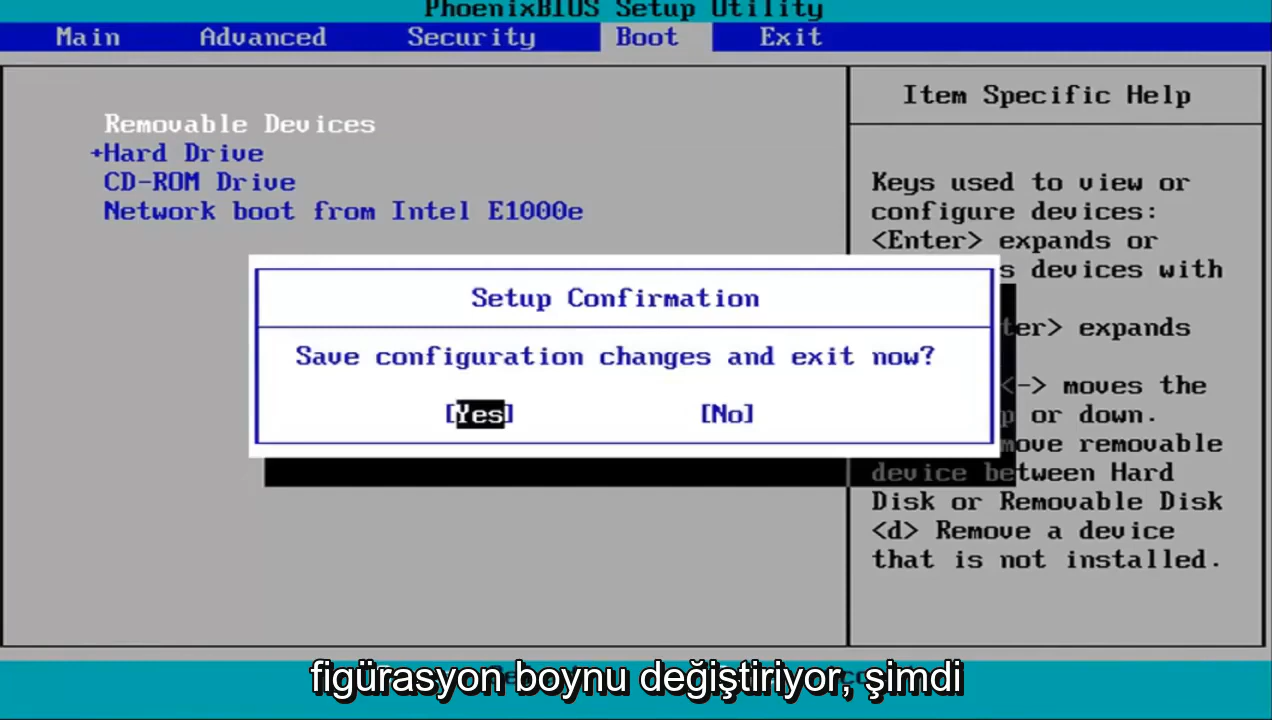 PhoenixBIOS Setup Utility
Main Advanced Security Boot Exit
Removable Devices
+Hard Drive
CD-ROM Drive
Network boot from Intel E1000e
Setup Confirmation
Save configuration changes and exit now?
[Yes] [No]
Item Specific Help
Keys used to view or
configure devices:
<Enter> expands or
devices with
expands
<-> moves the
or down.
move removable
device between Hard
Disk or Removable Disk
<d> Remove a device
that is not installed.
figürasyon boynu değiştiriyor, şimdi